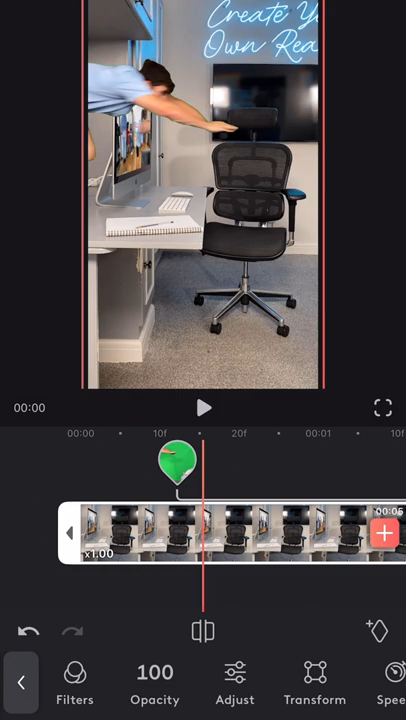 Create Y
Own Rea
00:00
00:00
10f
20f
00:01
10f
00:05
x1.00
100
Filters
Opacity
Adjust
Transform
Spee